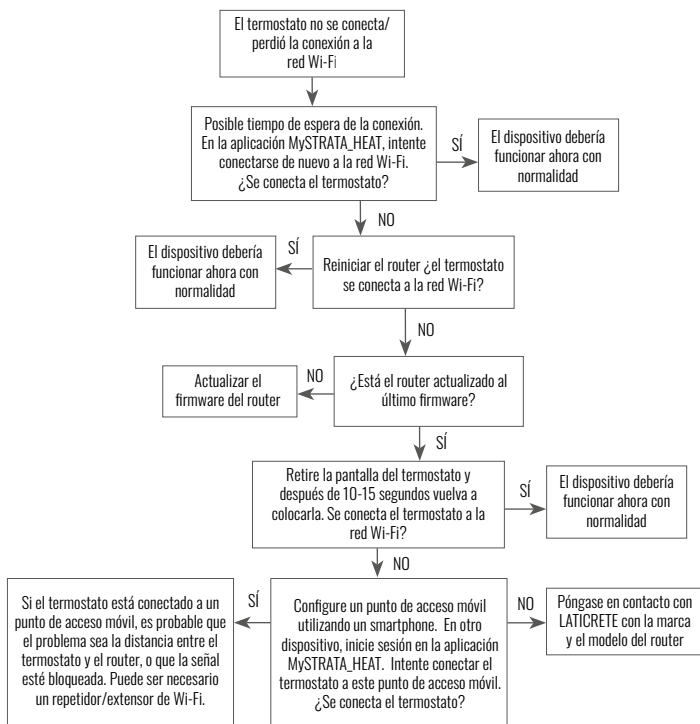 El termostato no se conecta/
perdió la conexión a la
red Wi-Fi
Posible tiempo de espera de la conexión.
En la aplicación MySTRATA_HEAT, intente
conectarse de nuevo a la red Wi-Fi.
¿Se conecta el termostato?
SÍ
El dispositivo debería
funcionar ahora con
normalidad
NO
El dispositivo debería
funcionar ahora con
normalidad
SÍ
Reiniciar el router ¿el termostato
se conecta a la red Wi-Fi?
NO
Actualizar el
firmware del router
NO
¿Está el router actualizado al
último firmware?
SÍ
Retire la pantalla del termostato y
después de 10-15 segundos vuelva a
colocarla. Se conecta el termostato a la
red Wi-Fi?
SÍ
El dispositivo debería
funcionar ahora con
normalidad
NO
Si el termostato está conectado a un
punto de acceso móvil, es probable que
el problema sea la distancia entre el
termostato y el router, o que la señal
esté bloqueada. Puede ser necesario
un repetidor/extensor de Wi-Fi.
SÍ
Configure un punto de acceso móvil
utilizando un smartphone. En otro
dispositivo, inicie sesión en la aplicación
MySTRATA_HEAT. Intente conectar el
termostato a este punto de acceso móvil.
¿Se conecta el termostato?
NO
Póngase en contacto con
LATICRETE con la marca
y el modelo del router